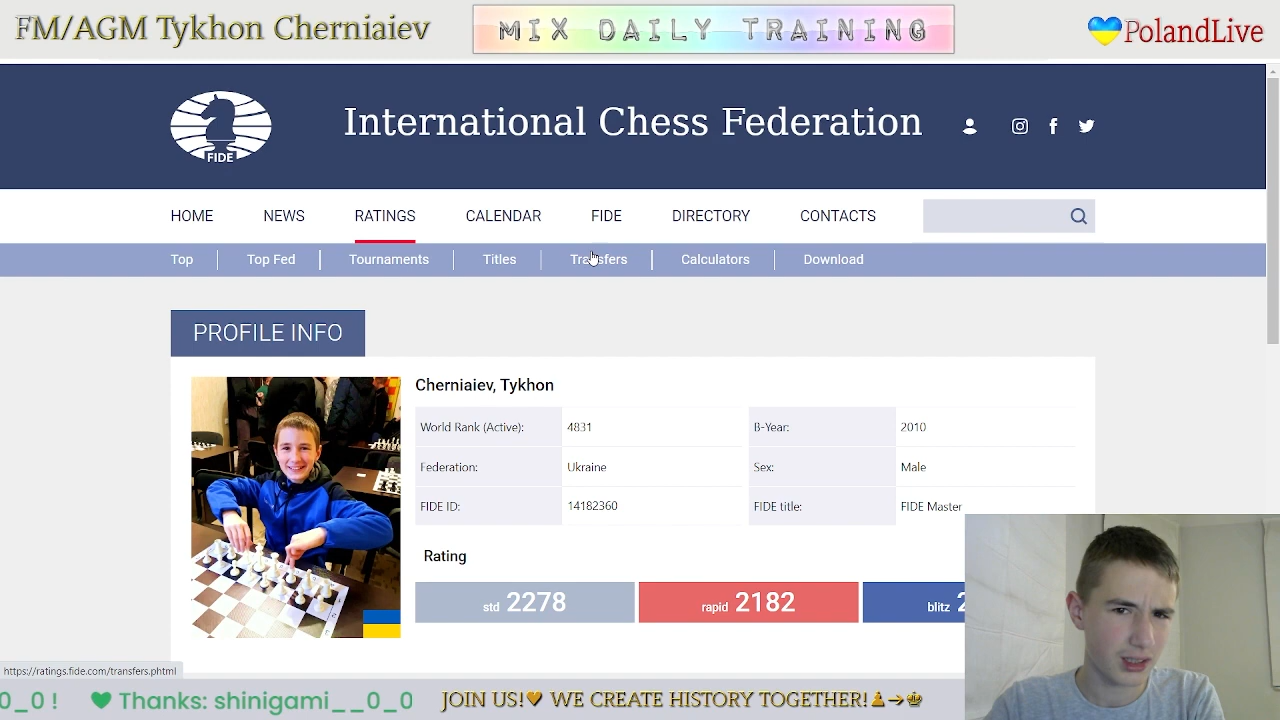 FM/AGM Tykhon Cherniaiev
MIX DAILY TRAINING
PolandLive
FIDE
International Chess Federation
HOME NEWS RATINGS CALENDAR FIDE DIRECTORY CONTACTS
Top Top Fed Tournaments Titles Transfers Calculators Download
PROFILE INFO
Cherniaiev, Tykhon
World Rank (Active): 4831 B-Year: 2010
Federation: Ukraine Sex: Male
FIDE ID: 14182360 FIDE title: FIDE Master
Rating
std 2278 rapid 2182 blitz 2
https://ratings.fide.com/transfers.phtml
0_0 ! Thanks: shinigami__0_0 JOIN US! WE CREATE HISTORY TOGETHER!